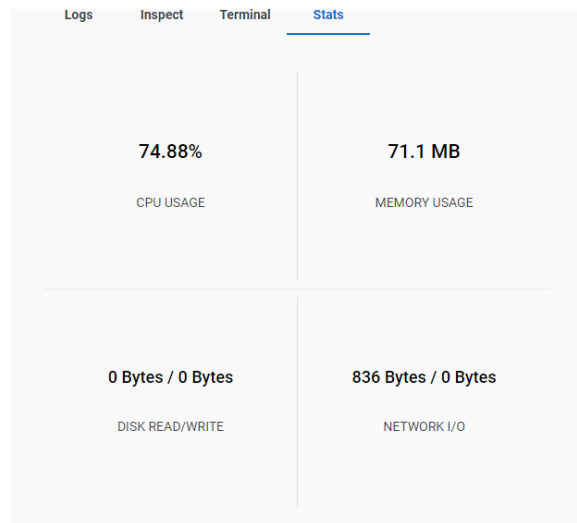 Logs Inspect Terminal Stats
74.88% 71.1 MB
CPU USAGE MEMORY USAGE
0 Bytes / 0 Bytes 836 Bytes / 0 Bytes
DISK READ/WRITE NETWORK I/O